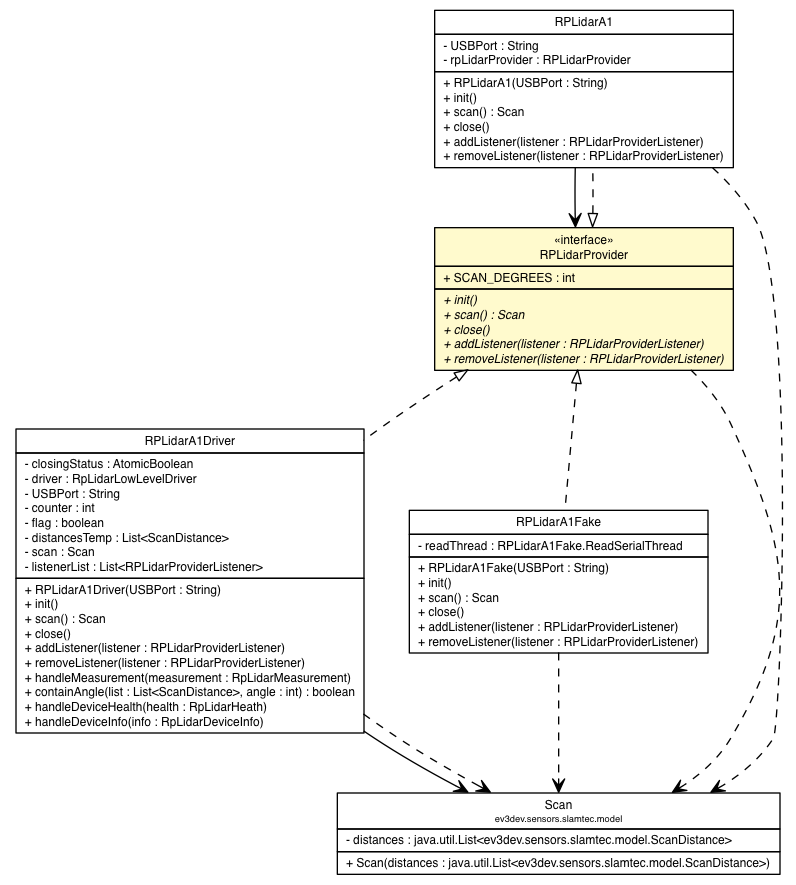 RPLidarA1
- USBPort : String
- rpLidarProvider : RPLidarProvider
+ RPLidarA1(USBPort : String)
+ init()
+ scan() : Scan
+ close()
+ addListener(listener : RPLidarProviderListener)
+ removeListener(listener : RPLidarProviderListener)
«interface»
RPLidarProvider
+ SCAN_DEGREES : int
+ init()
+ scan() : Scan
+ close()
+ addListener(listener : RPLidarProviderListener)
+ removeListener(listener : RPLidarProviderListener)
RPLidarA1Driver
- closingStatus : AtomicBoolean
- driver : RpLidarLowLevelDriver
- USBPort : String
- counter : int
- flag : boolean
- distancesTemp : List<ScanDistance>
- scan : Scan
- listenerList : List<RPLidarProviderListener>
+ RPLidarA1Driver(USBPort : String)
+ init()
+ scan() : Scan
+ close()
+ addListener(listener : RPLidarProviderListener)
+ removeListener(listener : RPLidarProviderListener)
+ handleMeasurement(measurement : RpLidarMeasurement)
+ containAngle(list : List<ScanDistance>, angle : int) : boolean
+ handleDeviceHealth(health : RpLidarHeath)
+ handleDeviceInfo(info : RpLidarDeviceInfo)
RPLidarA1Fake
- readThread : RPLidarA1Fake.ReadSerialThread
+ RPLidarA1Fake(USBPort : String)
+ init()
+ scan() : Scan
+ close()
+ addListener(listener : RPLidarProviderListener)
+ removeListener(listener : RPLidarProviderListener)
Scan
ev3dev.sensors.slamtec.model
- distances : java.util.List<ev3dev.sensors.slamtec.model.ScanDistance>
+ Scan(distances : java.util.List<ev3dev.sensors.slamtec.model.ScanDistance>)